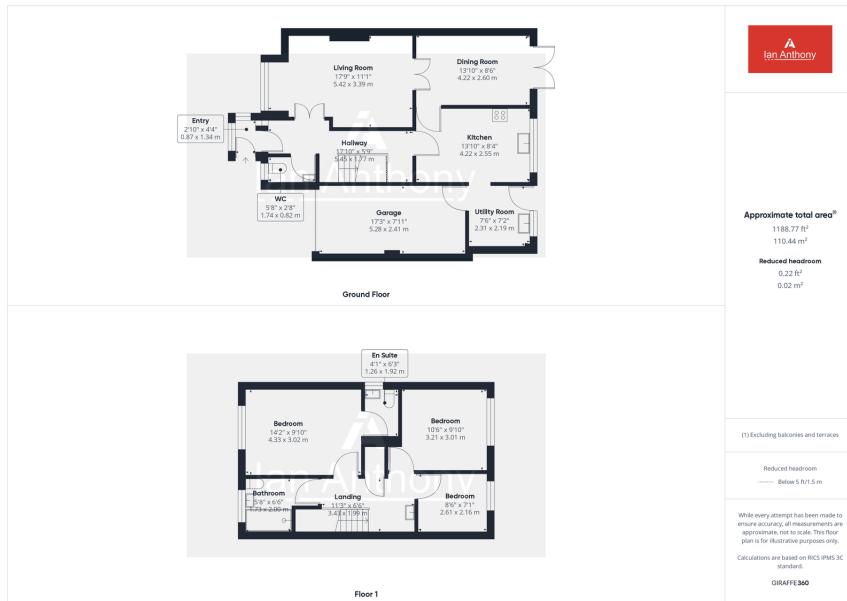 Living Room
17'9" x 11'1"
5.42 x 3.39 m
Dining Room
13'10" x 8'6"
4.22 x 2.60 m
Entry
2'10" x 4'4"
0.87 x 1.34 m
Hallway
17'10" x 5'9"
5.45 x 1.77 m
Kitchen
13'10" x 8'4"
4.22 x 2.55 m
WC
5'8" x 2'8"
1.74 x 0.82 m
Garage
17'3" x 7'11"
5.28 x 2.41 m
Utility Room
7'6" x 7'2"
2.31 x 2.19 m
Ian Anthony
Ground Floor
En Suite
4'1" x 6'3"
1.26 x 1.92 m
Bedroom
14'2" x 9'10"
4.33 x 3.02 m
Bedroom
10'6" x 9'10"
3.21 x 3.01 m
Ian Anthony
Bathroom
5'8" x 6'6"
1.73 x 2.00 m
Landing
11'3" x 6'6"
3.43 x 1.99 m
Bedroom
8'6" x 7'1"
2.61 x 2.16 m
Floor 1
Ian Anthony
Approximate total area⁽¹⁾
1188.77 ft²
110.44 m²
Reduced headroom
0.22 ft²
0.02 m²
(1) Excluding balconies and terraces
Reduced headroom
Below 5 ft/1.5 m
While every attempt has been made to
ensure accuracy, all measurements are
approximate, not to scale. This floor
plan is for illustrative purposes only.
Calculations are based on RICS IPMS 3C
standard.
GIRAFFE360